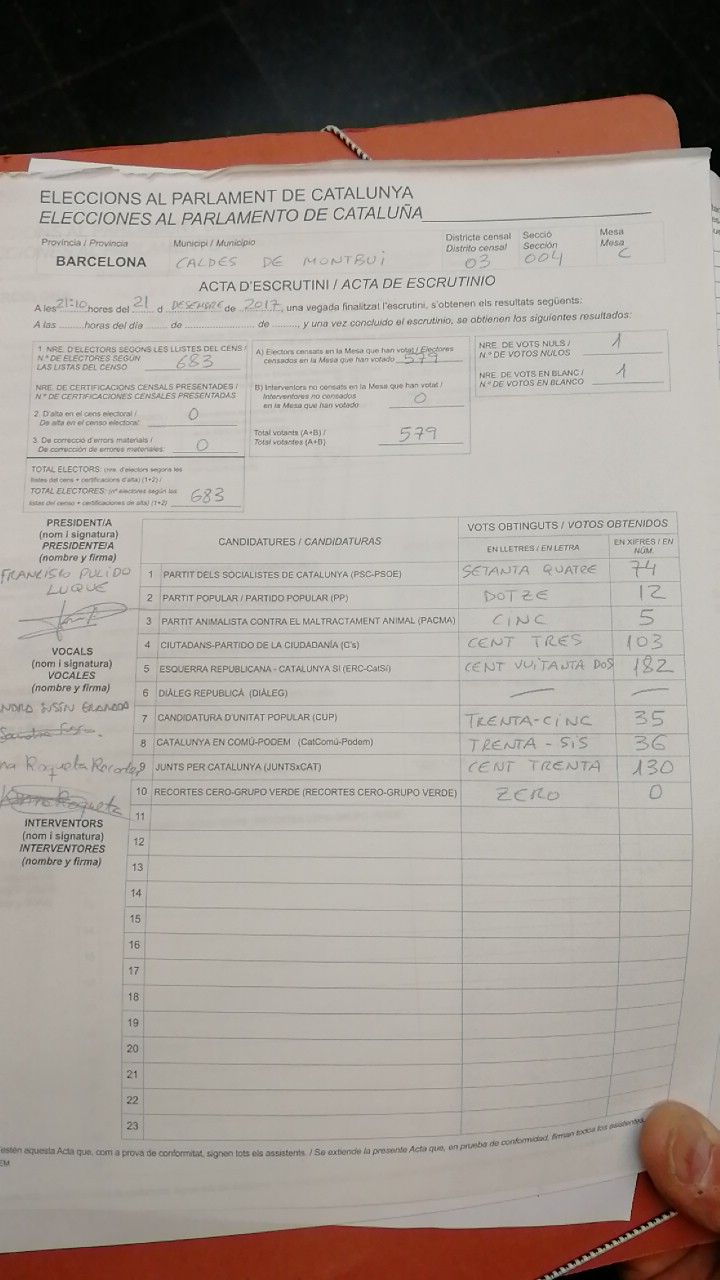 ELECCIONS AL PARLAMENT DE CATALUNYA
ELECCIONES AL PARLAMENTO DE CATALUÑA
Provincia / Provincia
BARCELONA
Municipi / Municipio
CALDES DE MONTBUI
Districte censal
Distrito censal
03
Secció
Sección
004
Mesa
Mesa
C
ACTA D'ESCRUTINI / ACTA DE ESCRUTINIO
A les 21:10 hores del 21 d DESEMBRE de 2017, una vegada finalitzat l'escrutini, s'obtenen els resultats següents:
A las ........ horas del día ...... de .............................. de ........., y una vez concluido el escrutinio, se obtienen los siguientes resultados:
1. NRE. D'ELECTORS SEGONS LES LLISTES DEL CENS /
N.º DE ELECTORES SEGÚN
LAS LISTAS DEL CENSO 683
NRE. DE CERTIFICACIONS CENSALS PRESENTADES /
N.º DE CERTIFICACIONES CENSALES PRESENTADAS
2. D'alta en el cens electoral /
De alta en el censo electoral: 0
3. De correcció d'errors materials /
De corrección de errores materiales: 0
TOTAL ELECTORS: (nre. d'electors segons les
llistes del cens + certificacions d'alta) (1+2) /
TOTAL ELECTORES: (nº electores según las
listas del censo + certificaciones de alta) (1+2) 683
A) Electors censats en la Mesa que han votat / Electores
censados en la Mesa que han votado 579
B) Interventors no censats en la Mesa que han votat /
Interventores no censados
en la Mesa que han votado 0
Total votants (A+B) /
Total votantes (A+B) 579
NRE. DE VOTS NULS /
N.º DE VOTOS NULOS 1
NRE. DE VOTS EN BLANC /
N.º DE VOTOS EN BLANCO 1
PRESIDENT/A
(nom i signatura)
PRESIDENTE/A
(nombre y firma)
FRANCISCO PULIDO
LUQUE
VOCALS
(nom i signatura)
VOCALES
(nombre y firma)
Roqueta
INTERVENTORS
(nom i signatura)
INTERVENTORES
(nombre y firma)
CANDIDATURES / CANDIDATURAS
VOTS OBTINGUTS / VOTOS OBTENIDOS
EN LLETRES / EN LETRA
EN XIFRES / EN NÚM.
1 PARTIT DELS SOCIALISTES DE CATALUNYA (PSC-PSOE) SETANTA QUATRE 74
2 PARTIT POPULAR / PARTIDO POPULAR (PP) DOTZE 12
3 PARTIT ANIMALISTA CONTRA EL MALTRACTAMENT ANIMAL (PACMA) CINC 5
4 CIUTADANS-PARTIDO DE LA CIUDADANÍA (C's) CENT TRES 103
5 ESQUERRA REPUBLICANA - CATALUNYA SI (ERC-CatSí) CENT VUITANTA DOS 182
6 DIÀLEG REPUBLICÀ (DIÀLEG) — —
7 CANDIDATURA D'UNITAT POPULAR (CUP) TRENTA-CINC 35
8 CATALUNYA EN COMÚ-PODEM (CatComú-Podem) TRENTA-SIS 36
9 JUNTS PER CATALUNYA (JUNTSxCAT) CENT TRENTA 130
10 RECORTES CERO-GRUPO VERDE (RECORTES CERO-GRUPO VERDE) ZERO 0
11
12
13
14
15
16
17
18
19
20
21
22
23
estén aquesta Acta que, com a prova de conformitat, signen tots els assistents. / Se extiende la presente Acta que, en prueba de conformidad, firman todos los asistentes.